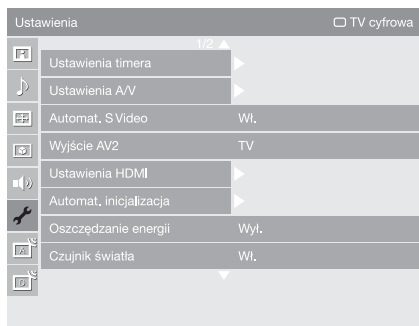 Ustawienia TV cyfrowa
1/2
Ustawienia timera
Ustawienia A/V
Automat. S Video Wł.
Wyjście AV2 TV
Ustawienia HDMI
Automat. inicjalizacja
Oszczędzanie energii Wył.
Czujnik światła Wł.
A
D